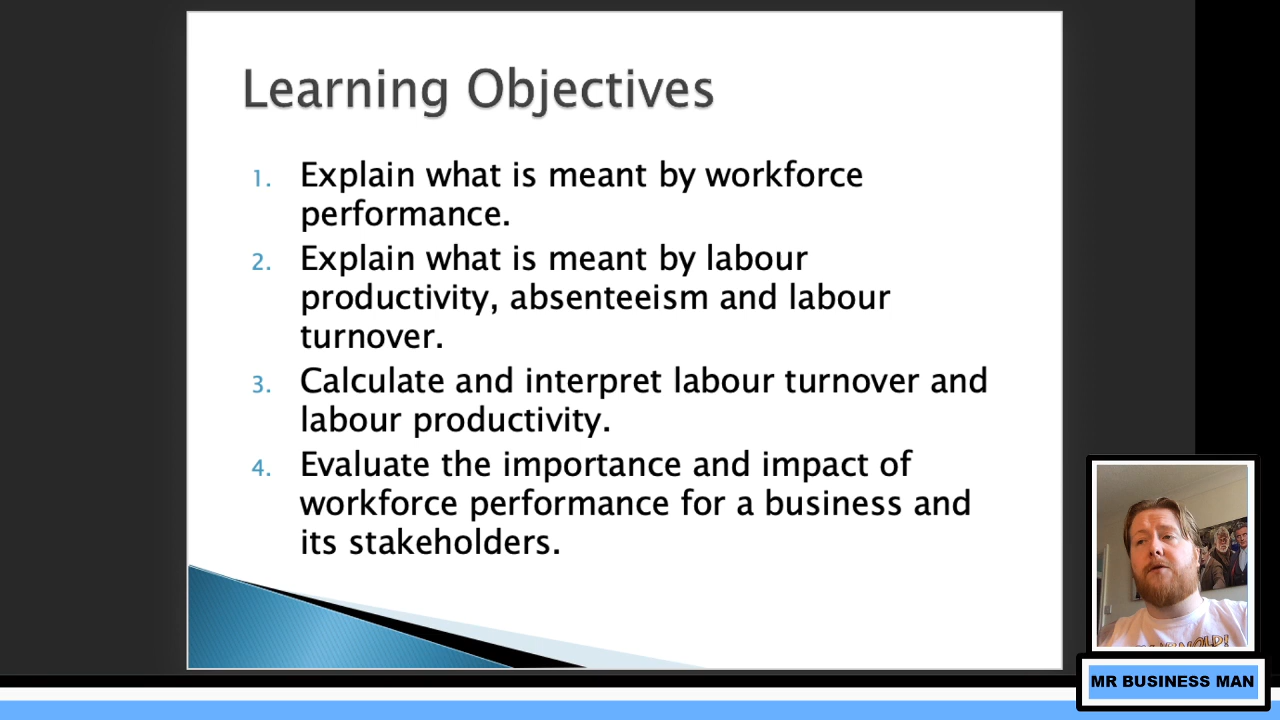 Learning Objectives
1. Explain what is meant by workforce
performance.
2. Explain what is meant by labour
productivity, absenteeism and labour
turnover.
3. Calculate and interpret labour turnover and
labour productivity.
4. Evaluate the importance and impact of
workforce performance for a business and
its stakeholders.
MR BUSINESS MAN